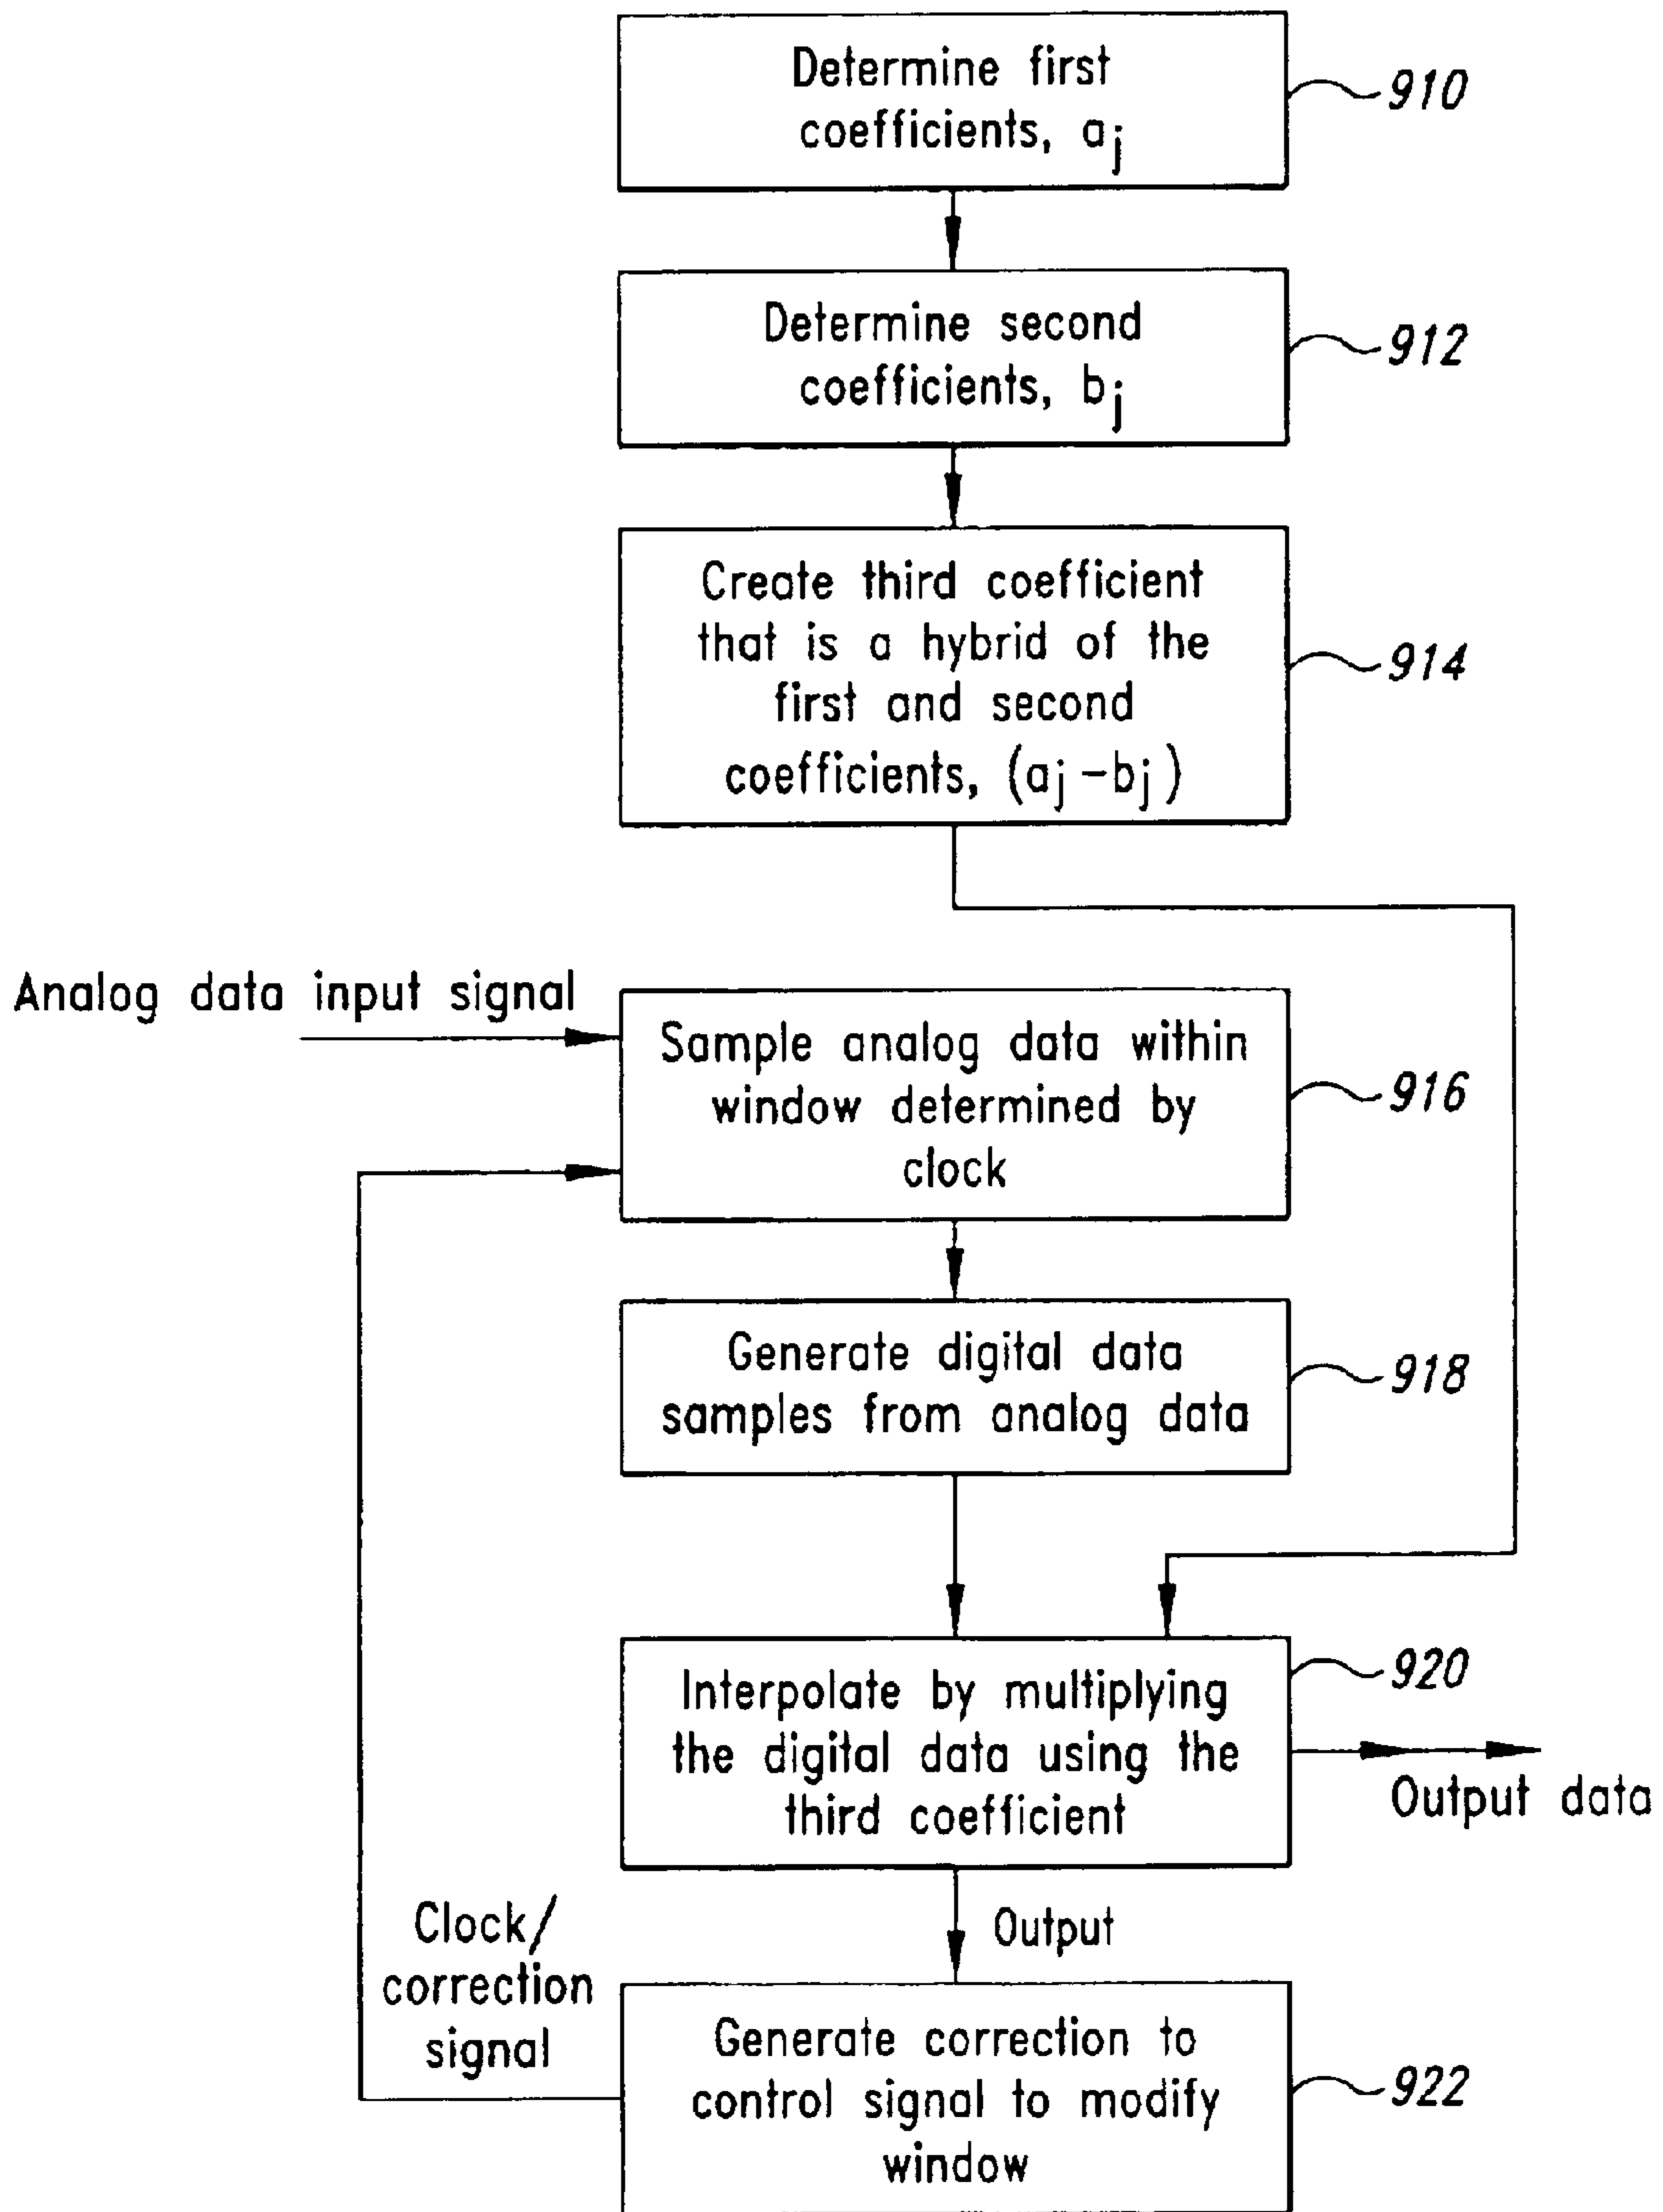 Determine first
coefficients, aj
910
Determine second
coefficients, bj
912
Create third coefficient
that is a hybrid of the
first and second
coefficients, (aj-bj)
914
Analog data input signal
Sample analog data within
window determined by
clock
916
Generate digital data
samples from analog data
918
Interpolate by multiplying
the digital data using the
third coefficient
920
Output data
Output
Clock/
correction
signal
Generate correction to
control signal to modify
window
922